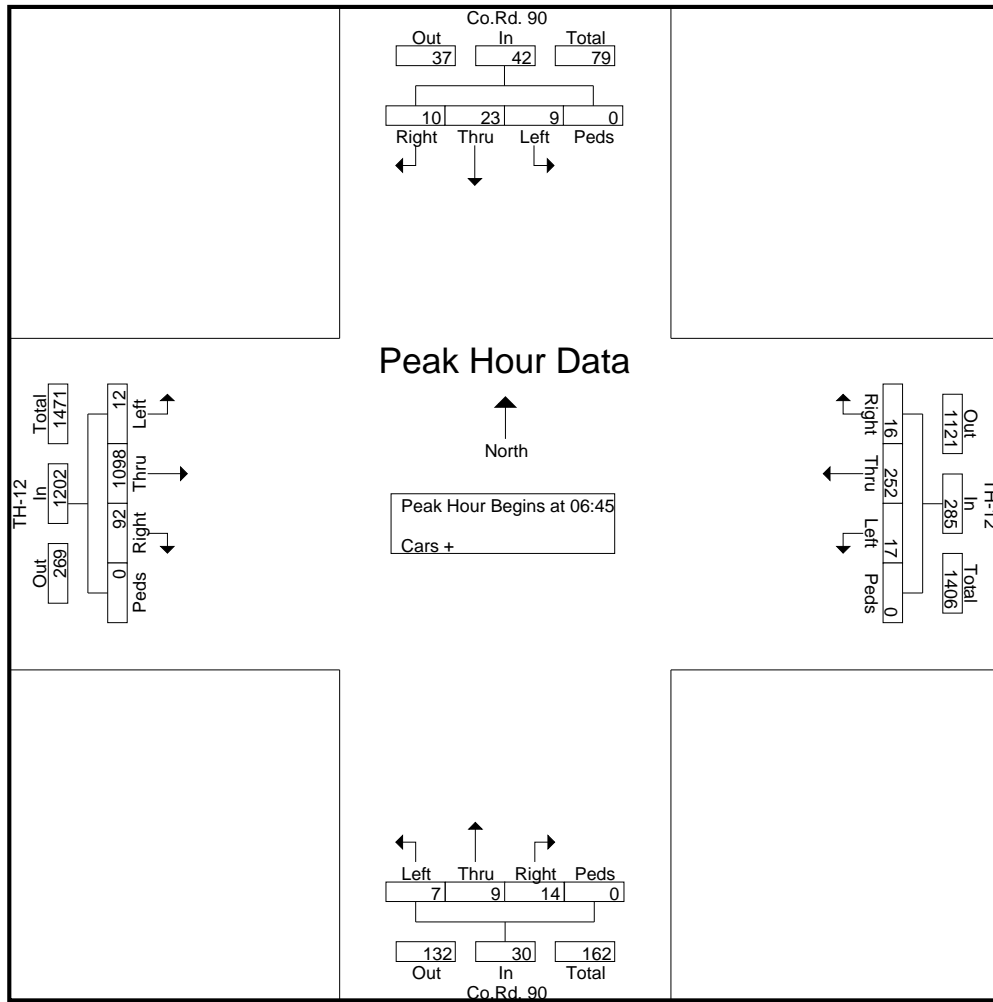 Co.Rd. 90
Out In Total
37 42 79
10 23 9 0
Right Thru Left Peds
Peak Hour Data
North
Peak Hour Begins at 06:45
Cars +
TH-12
Total In Out
1471 1202 269
12 1098 92 0
Left Thru Right Peds
Right Thru Left Peds
16 252 17 0
Out In Total
1121 285 1406
TH-12
Left Thru Right Peds
7 9 14 0
132 30 162
Out In Total
Co.Rd. 90